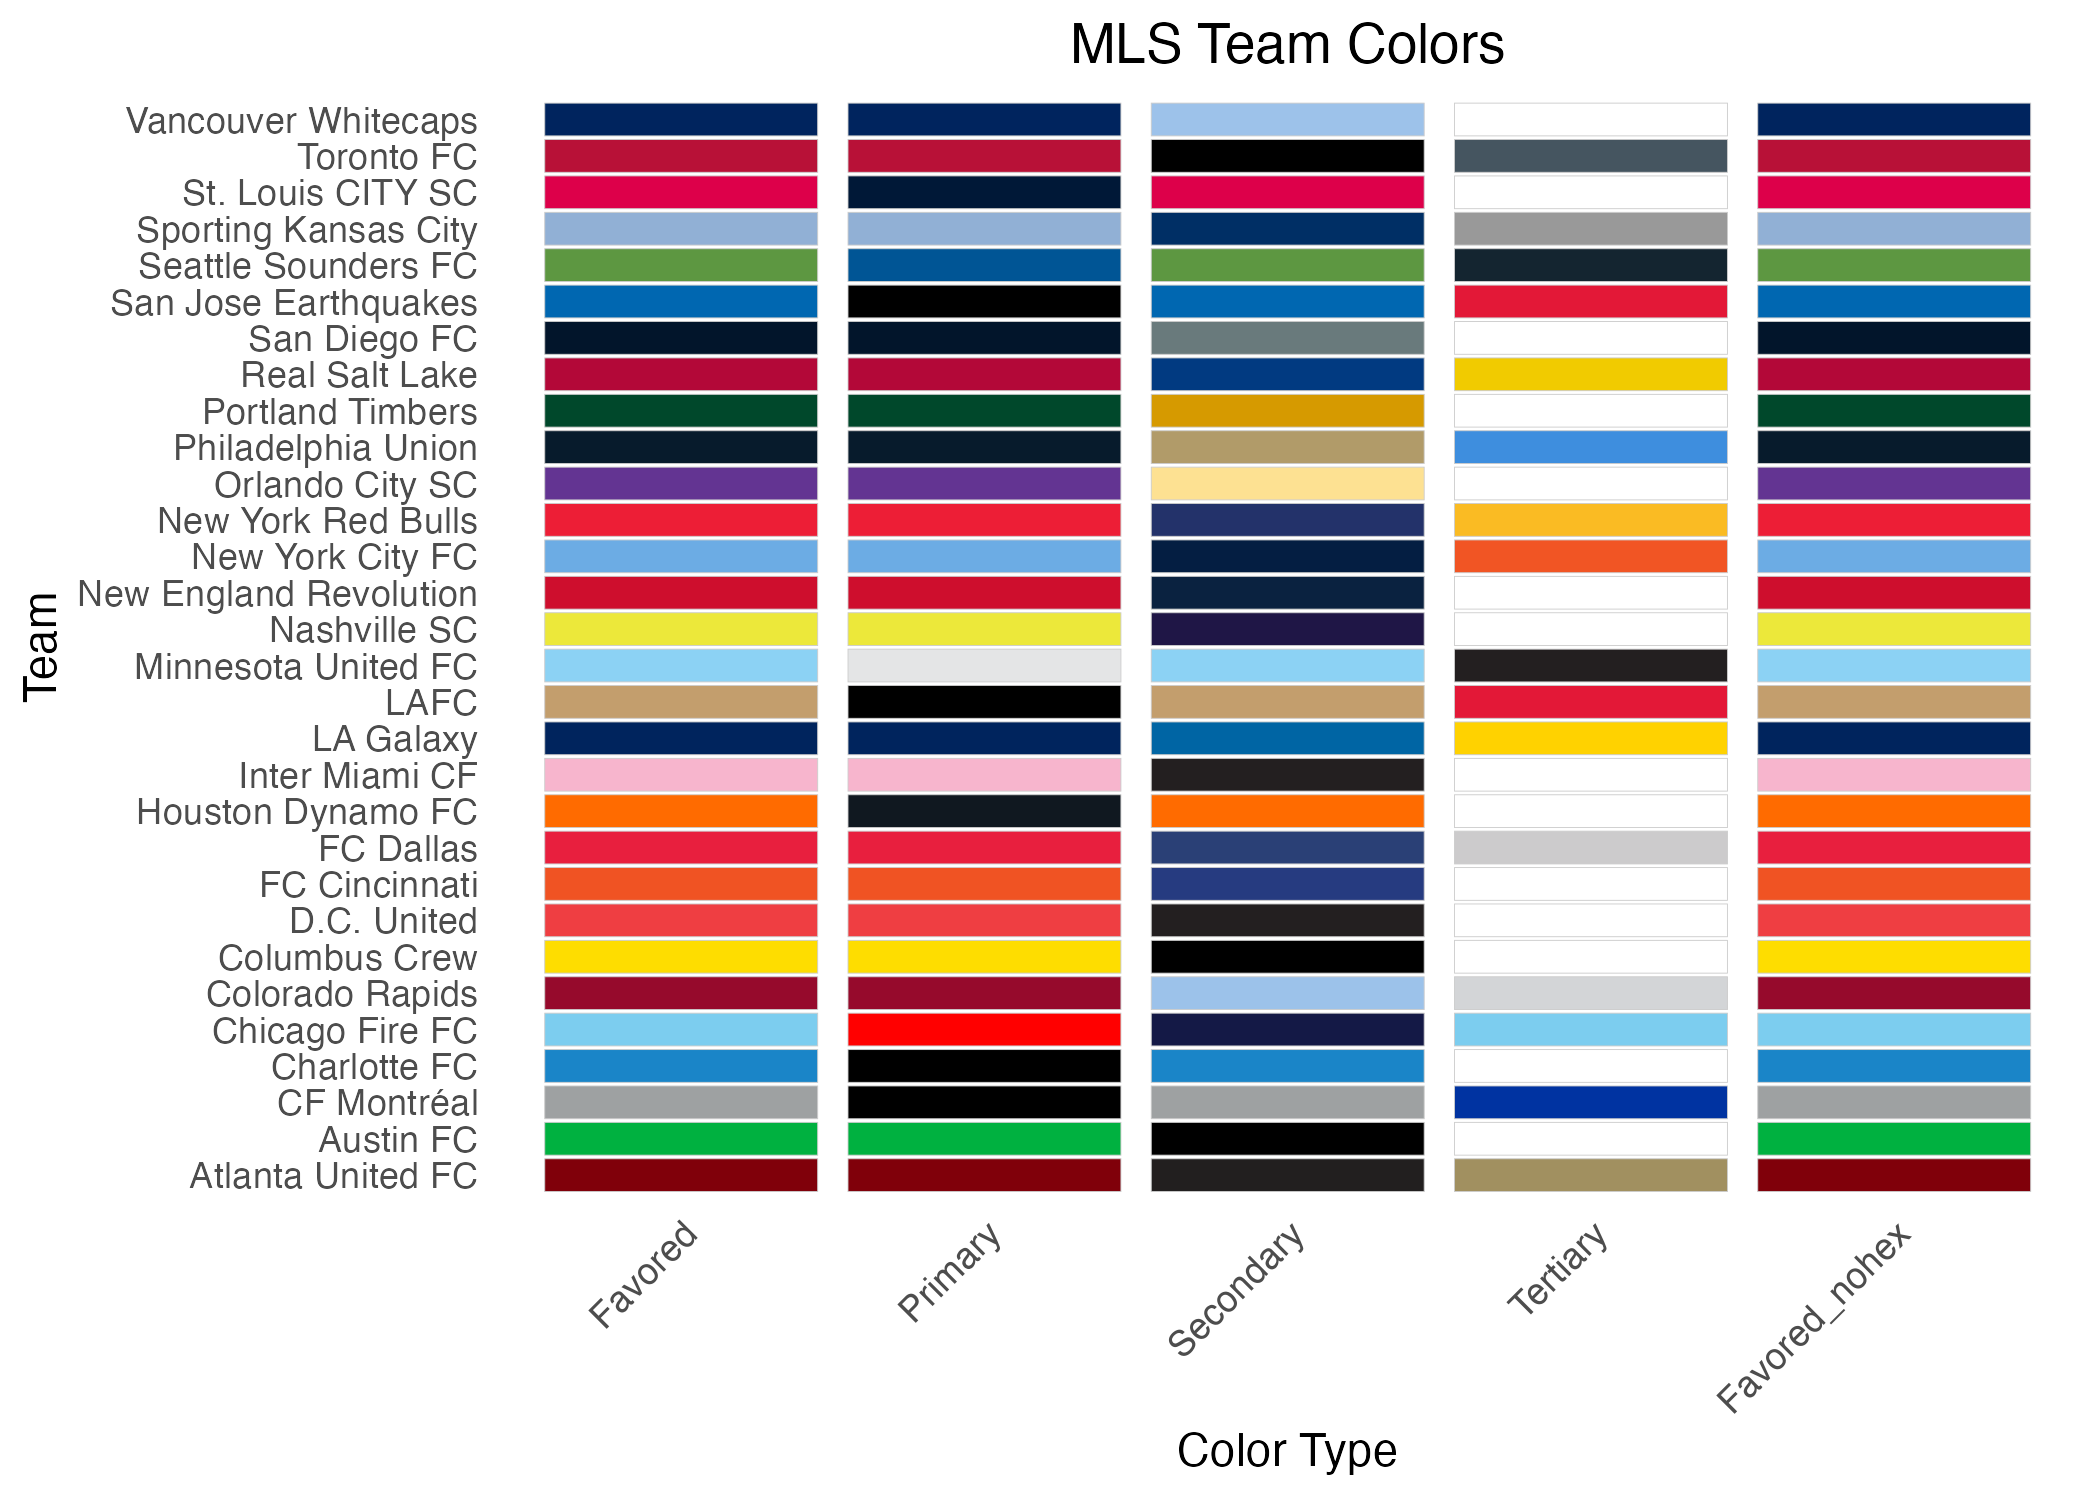 MLS Team Colors
Team
Vancouver Whitecaps
Toronto FC
St. Louis CITY SC
Sporting Kansas City
Seattle Sounders FC
San Jose Earthquakes
San Diego FC
Real Salt Lake
Portland Timbers
Philadelphia Union
Orlando City SC
New York Red Bulls
New York City FC
New England Revolution
Nashville SC
Minnesota United FC
LAFC
LA Galaxy
Inter Miami CF
Houston Dynamo FC
FC Dallas
FC Cincinnati
D.C. United
Columbus Crew
Colorado Rapids
Chicago Fire FC
Charlotte FC
CF Montréal
Austin FC
Atlanta United FC
Favored
Primary
Secondary
Tertiary
Favored_nohex
Color Type